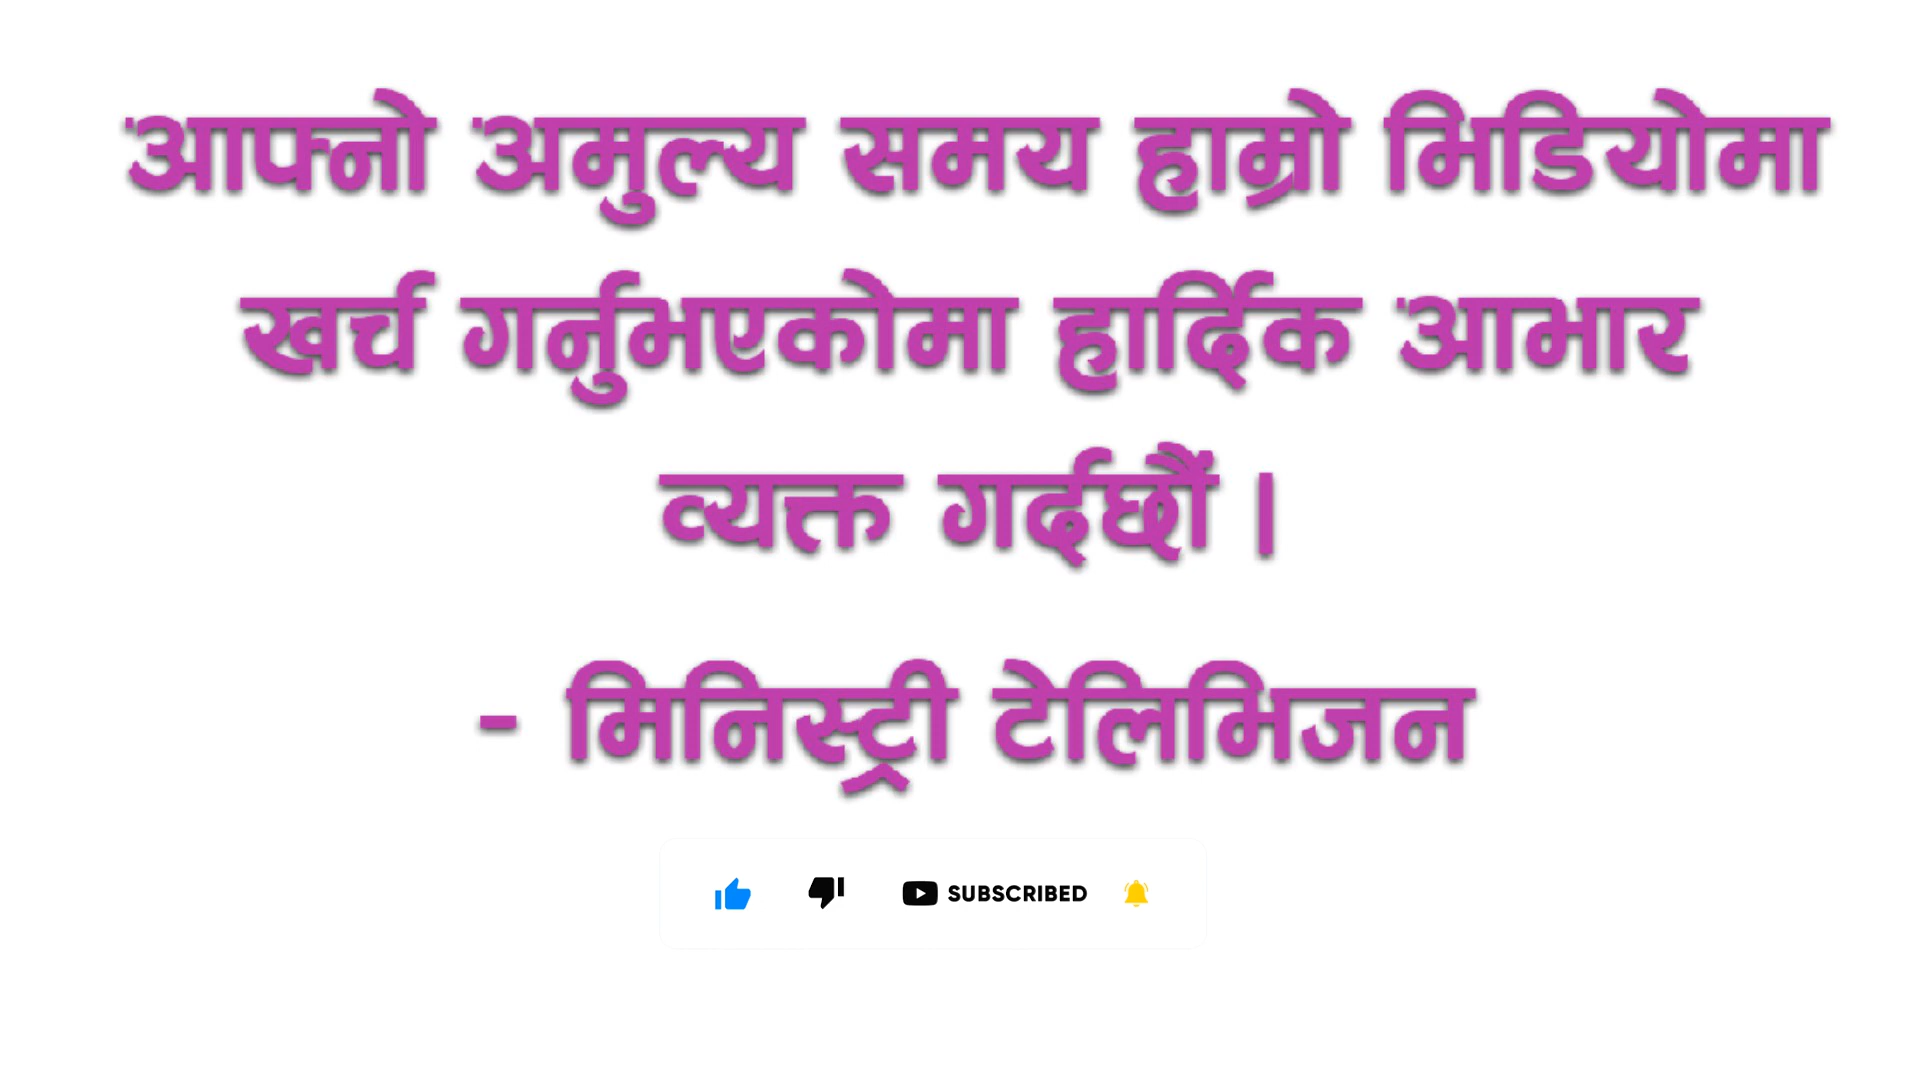 आफ्नो अमुल्य समय हाम्रो भिडियोमा
खर्च गर्नुभएकोमा हार्दिक आभार
व्यक्त गर्दछौं ।
- मिनिस्ट्री टेलिभिजन
SUBSCRIBED